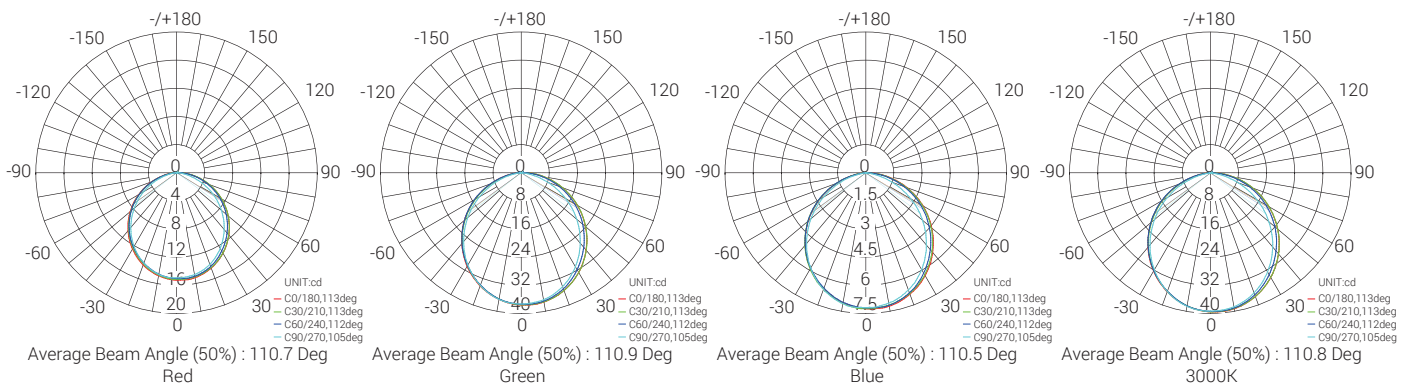 -/+180
-150
150
-120
120
-90
90
-60
60
-30
30
0
0
4
8
12
16
20
UNIT:cd
C0/180,113deg
C30/210,113deg
C60/240,112deg
C90/270,105deg
Average Beam Angle (50%) : 110.7 Deg
Red
-/+180
-150
150
-120
120
-90
90
-60
60
-30
30
0
0
8
16
24
32
40
UNIT:cd
C0/180,113deg
C30/210,113deg
C60/240,112deg
C90/270,105deg
Average Beam Angle (50%) : 110.9 Deg
Green
-/+180
-150
150
-120
120
-90
90
-60
60
-30
30
0
0
1.5
3
4.5
6
7.5
UNIT:cd
C0/180,113deg
C30/210,113deg
C60/240,112deg
C90/270,105deg
Average Beam Angle (50%) : 110.5 Deg
Blue
-/+180
-150
150
-120
120
-90
90
-60
60
-30
30
0
0
8
16
24
32
40
UNIT:cd
C0/180,113deg
C30/210,113deg
C60/240,112deg
C90/270,105deg
Average Beam Angle (50%) : 110.8 Deg
3000K